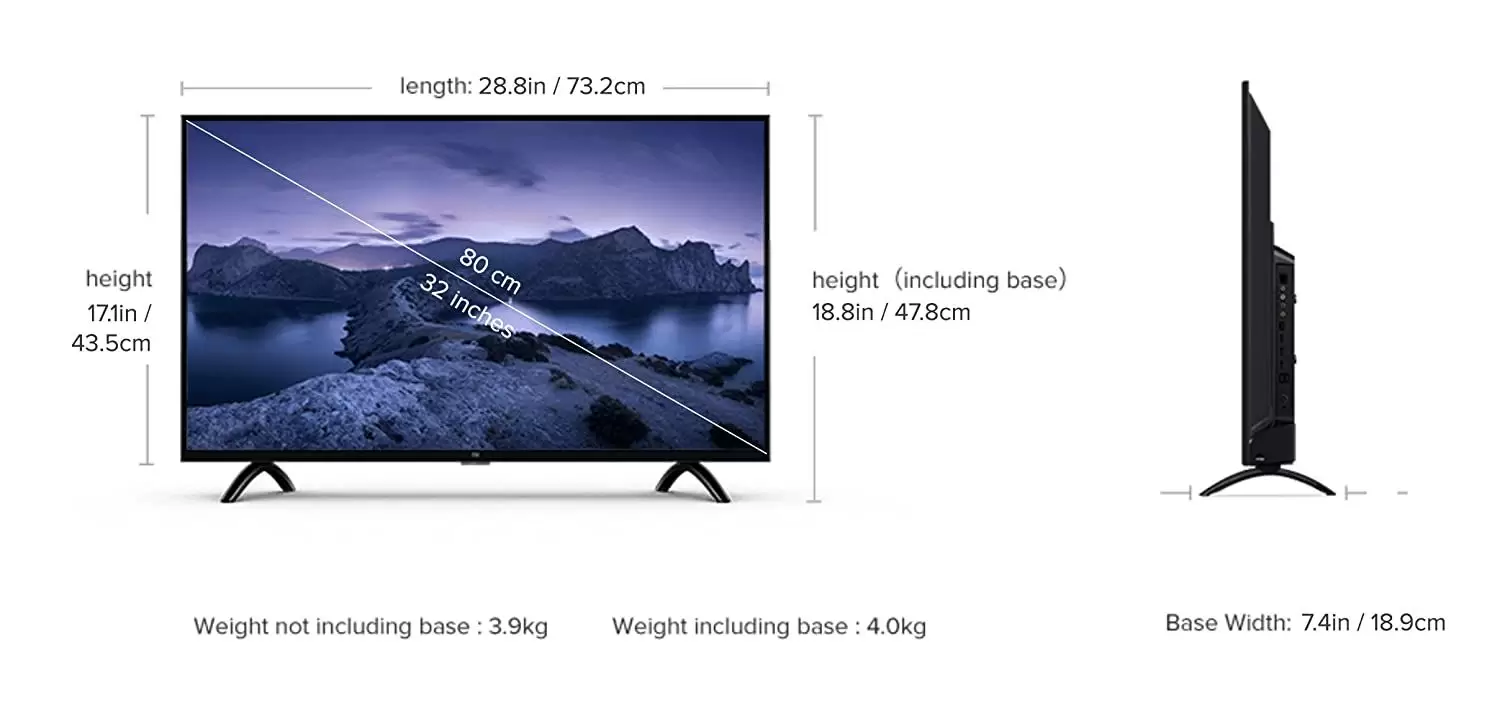 length: 28.8in / 73.2cm
height
17.1in /
43.5cm
80 cm
32 inches
height（including base）
18.8in / 47.8cm
Weight not including base : 3.9kg
Weight including base : 4.0kg
Base Width: 7.4in / 18.9cm